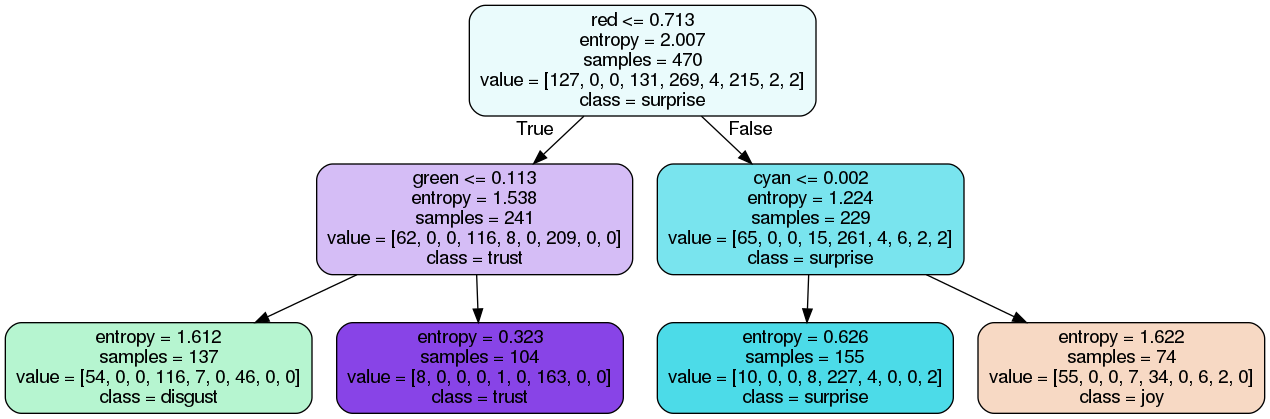 red <= 0.713
entropy = 2.007
samples = 470
value = [127, 0, 0, 131, 269, 4, 215, 2, 2]
class = surprise
True
False
green <= 0.113
entropy = 1.538
samples = 241
value = [62, 0, 0, 116, 8, 0, 209, 0, 0]
class = trust
cyan <= 0.002
entropy = 1.224
samples = 229
value = [65, 0, 0, 15, 261, 4, 6, 2, 2]
class = surprise
entropy = 1.612
samples = 137
value = [54, 0, 0, 116, 7, 0, 46, 0, 0]
class = disgust
entropy = 0.323
samples = 104
value = [8, 0, 0, 0, 1, 0, 163, 0, 0]
class = trust
entropy = 0.626
samples = 155
value = [10, 0, 0, 8, 227, 4, 0, 0, 2]
class = surprise
entropy = 1.622
samples = 74
value = [55, 0, 0, 7, 34, 0, 6, 2, 0]
class = joy